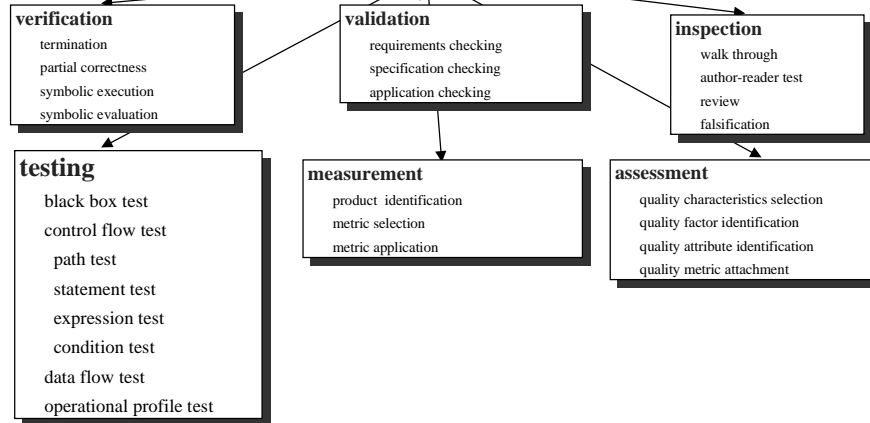 verification
termination
partial correctness
symbolic execution
symbolic evaluation
validation
requirements checking
specification checking
application checking
inspection
walk through
author-reader test
review
falsification
testing
black box test
control flow test
path test
statement test
expression test
condition test
data flow test
operational profile test
measurement
product identification
metric selection
metric application
assessment
quality characteristics selection
quality factor identification
quality attribute identification
quality metric attachment